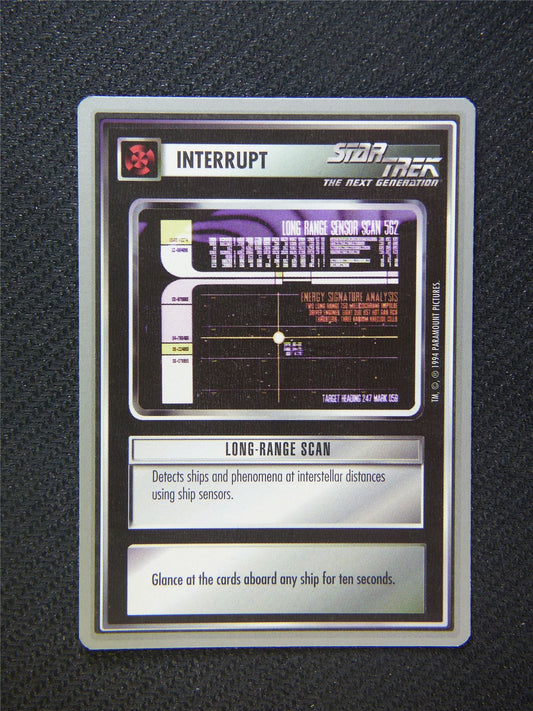 INTERRUPT
STAR TREK
THE NEXT GENERATION
LONG RANGE SENSOR SCAN 562
ENERGY SIGNATURE ANALYSIS
TARGET HEADING 247 MARK 058
TM, ©, ® 1994 PARAMOUNT PICTURES.
LONG-RANGE SCAN
Detects ships and phenomena at interstellar distances
using ship sensors.
Glance at the cards aboard any ship for ten seconds.